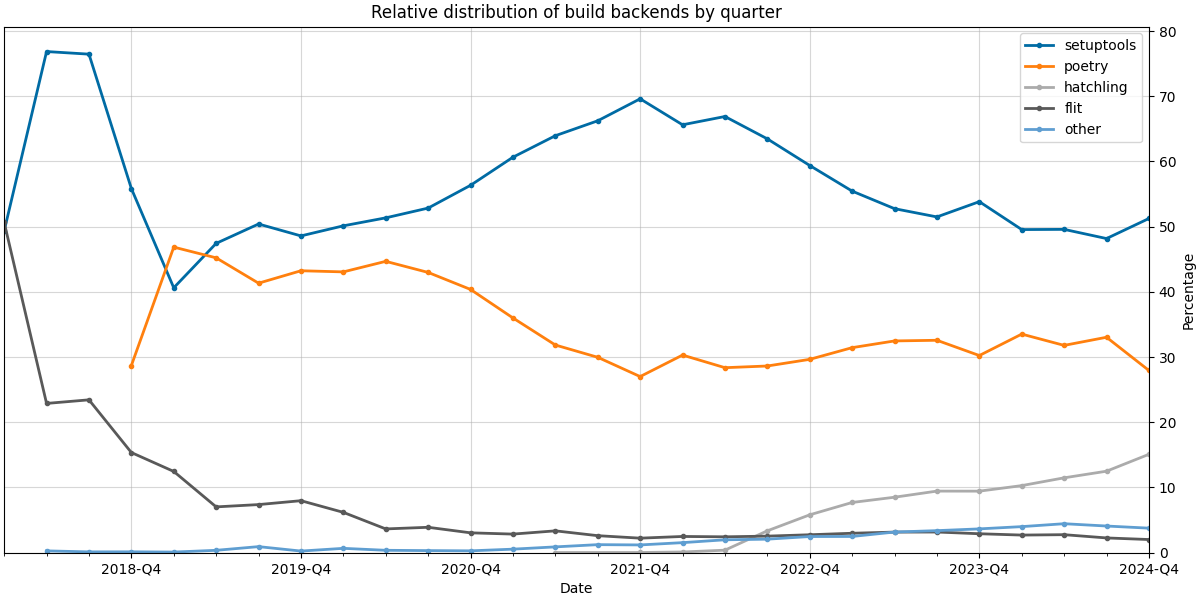 Relative distribution of build backends by quarter
setuptools
poetry
hatchling
flit
other
80
70
60
50
40
30
20
10
0
Percentage
2018-Q4
2019-Q4
2020-Q4
2021-Q4
2022-Q4
2023-Q4
2024-Q4
Date